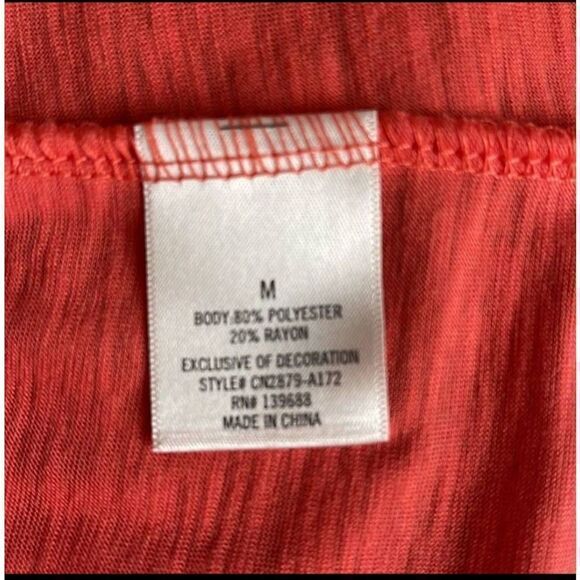 M
BODY.80% POLYESTER
20% RAYON
EXCLUSIVE OF DECORATION
STYLE# CN2879-A172
RN# 139688
MADE IN CHINA